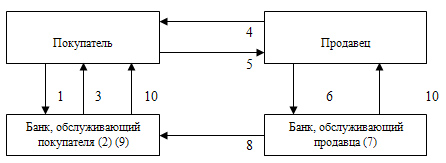 Покупатель
4
Продавец
5
1
3
10
6
10
Банк, обслуживающий
покупателя (2) (9)
8
Банк, обслуживающий
продавца (7)